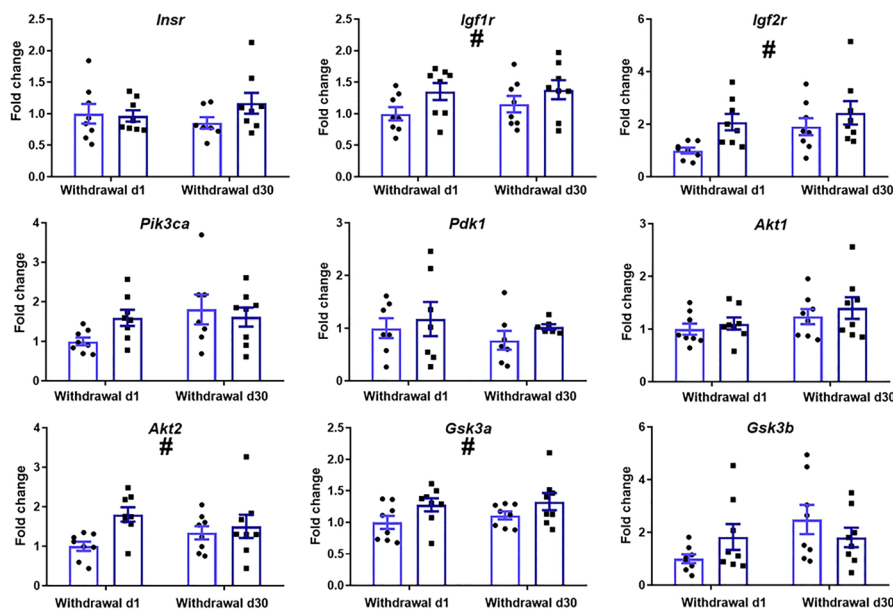 Insr
Igf1r
Igf2r
#
#
Fold change
2.5
2.0
1.5
1.0
0.5
0.0
Withdrawal d1
Withdrawal d30
Fold change
2.5
2.0
1.5
1.0
0.5
0.0
Withdrawal d1
Withdrawal d30
Fold change
6
4
2
0
Withdrawal d1
Withdrawal d30
Pik3ca
Pdk1
Akt1
Fold change
4
3
2
1
0
Withdrawal d1
Withdrawal d30
Fold change
3
2
1
0
Withdrawal d1
Withdrawal d30
Fold change
3
2
1
0
Withdrawal d1
Withdrawal d30
Akt2
Gsk3a
Gsk3b
#
#
Fold change
4
3
2
1
0
Withdrawal d1
Withdrawal d30
Fold change
2.5
2.0
1.5
1.0
0.5
0.0
Withdrawal d1
Withdrawal d30
Fold change
6
4
2
0
Withdrawal d1
Withdrawal d30